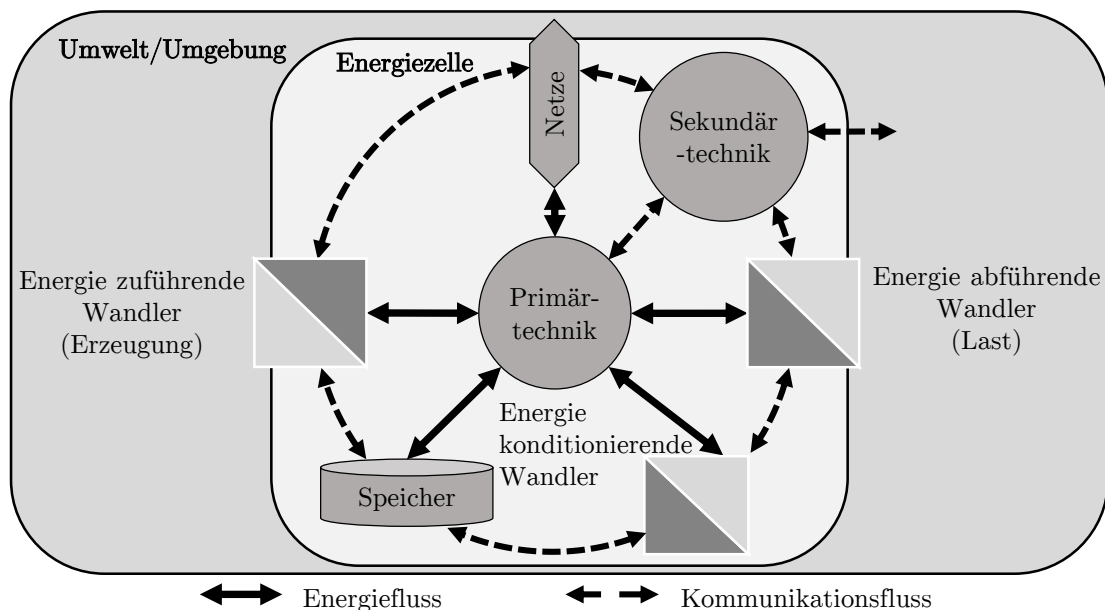 Umwelt/Umgebung
Energiezelle
Netze
Sekundär
-technik
Energie zuführende
Wandler
(Erzeugung)
Primär-
technik
Energie abführende
Wandler
(Last)
Energie
konditionierende
Wandler
Speicher
Energiefluss
Kommunikationsfluss